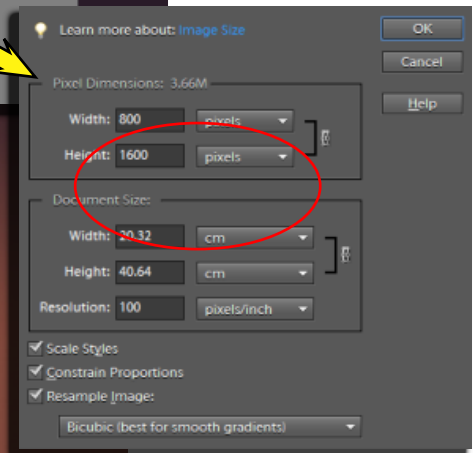 Learn more about: Image Size
OK
Cancel
Help
Pixel Dimensions: 3.66M
Width: 800 pixels
Height: 1600 pixels
Document Size:
Width: 20.32 cm
Height: 40.64 cm
Resolution: 100 pixels/inch
Scale Styles
Constrain Proportions
Resample Image:
Bicubic (best for smooth gradients)